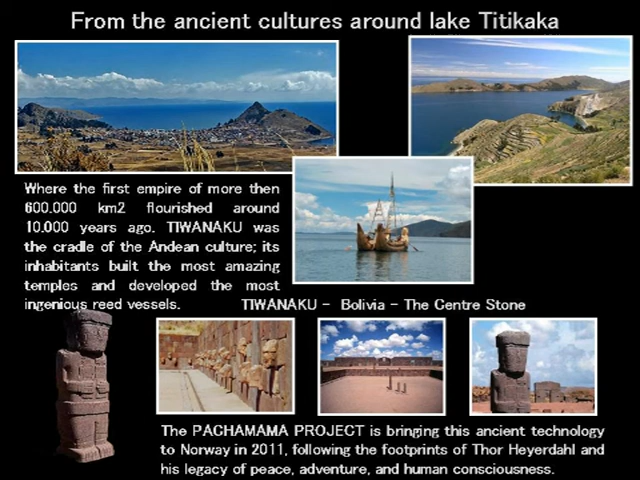 From the ancient cultures around lake Titikaka
Where the first empire of more then
600.000 km2 flourished around
10.000 years ago. TIWANAKU was
the cradle of the Andean culture; its
inhabitants built the most amazing
temples and developed the most
ingenious reed vessels.
TIWANAKU - Bolivia - The Centre Stone
The PACHAMAMA PROJECT is bringing this ancient technology
to Norway in 2011, following the footprints of Thor Heyerdahl and
his legacy of peace, adventure, and human consciousness.